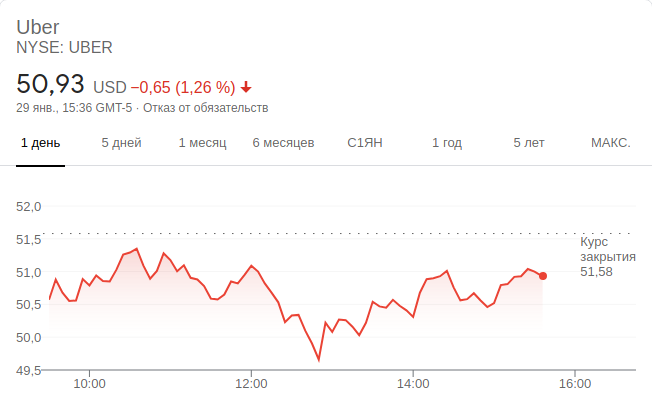 Uber
NYSE: UBER
50,93 USD −0,65 (1,26 %)
29 янв., 15:36 GMT-5 · Отказ от обязательств
1 день 5 дней 1 месяц 6 месяцев С1ЯН 1 год 5 лет МАКС.
52,0
51,5
Курс
закрытия
51,58
51,0
50,5
50,0
49,5
10:00 12:00 14:00 16:00